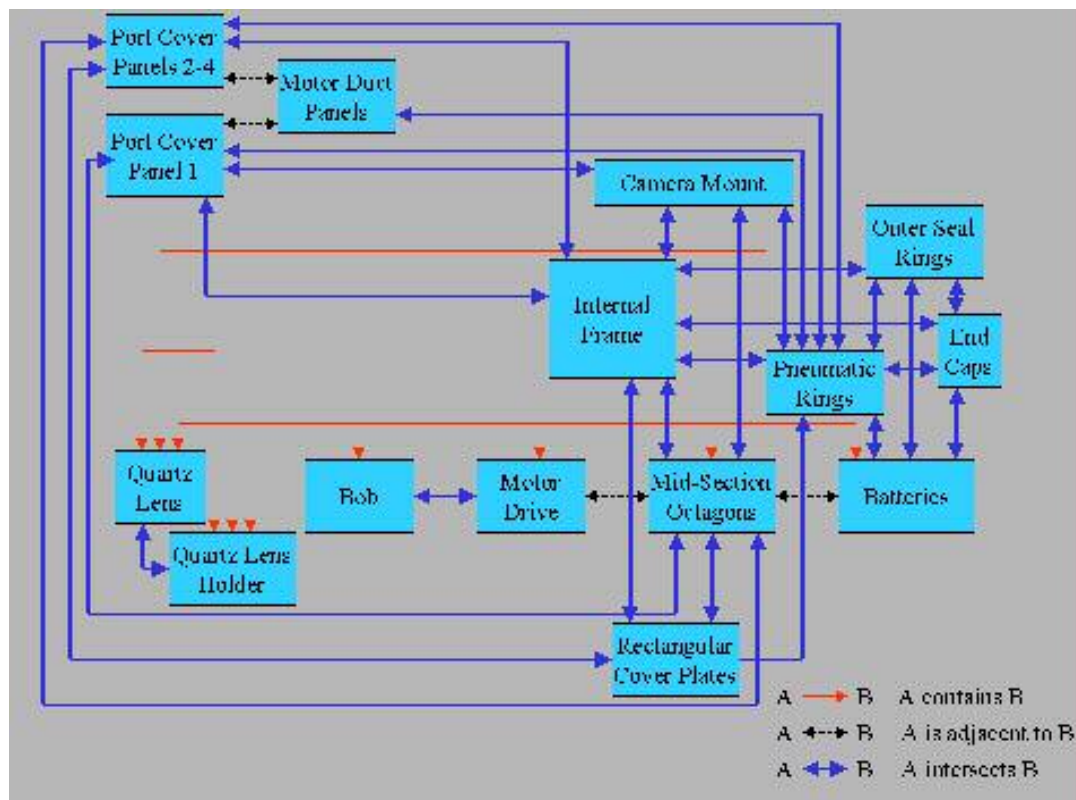 Port Cover
Panels 2-4
Motor Duct
Panels
Port Cover
Panel 1
Camera Mount
Outer Seal
Rings
Internal
Frame
End
Caps
Pneumatic
Rings
Quartz
Lens
Bob
Motor
Drive
Mid-Section
Octagons
Batteries
Quartz Lens
Holder
Rectangular
Cover Plates
A B A contains B
A B A is adjacent to B
A B A intersects B